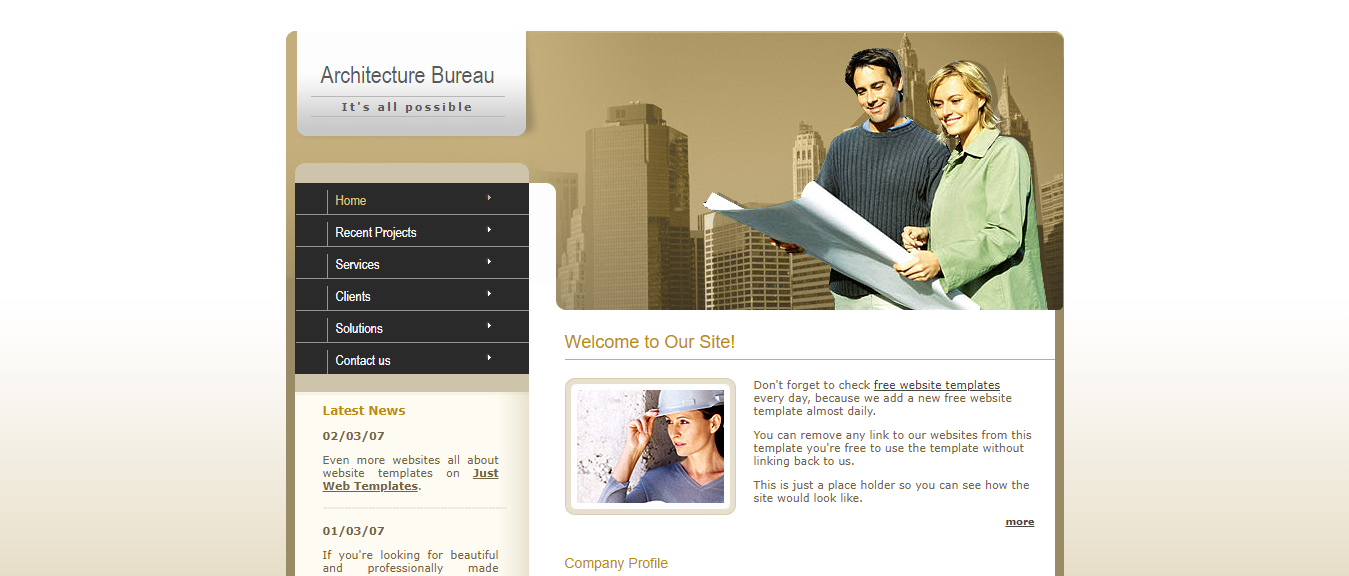 Architecture Bureau
It's all possible
Home
Recent Projects
Services
Clients
Solutions
Contact us
Latest News
02/03/07
Even more websites all about
website templates on Just
Web Templates.
01/03/07
If you're looking for beautiful
and professionally made
Welcome to Our Site!
Don't forget to check free website templates
every day, because we add a new free website
template almost daily.
You can remove any link to our websites from this
template you're free to use the template without
linking back to us.
This is just a place holder so you can see how the
site would look like.
more
Company Profile